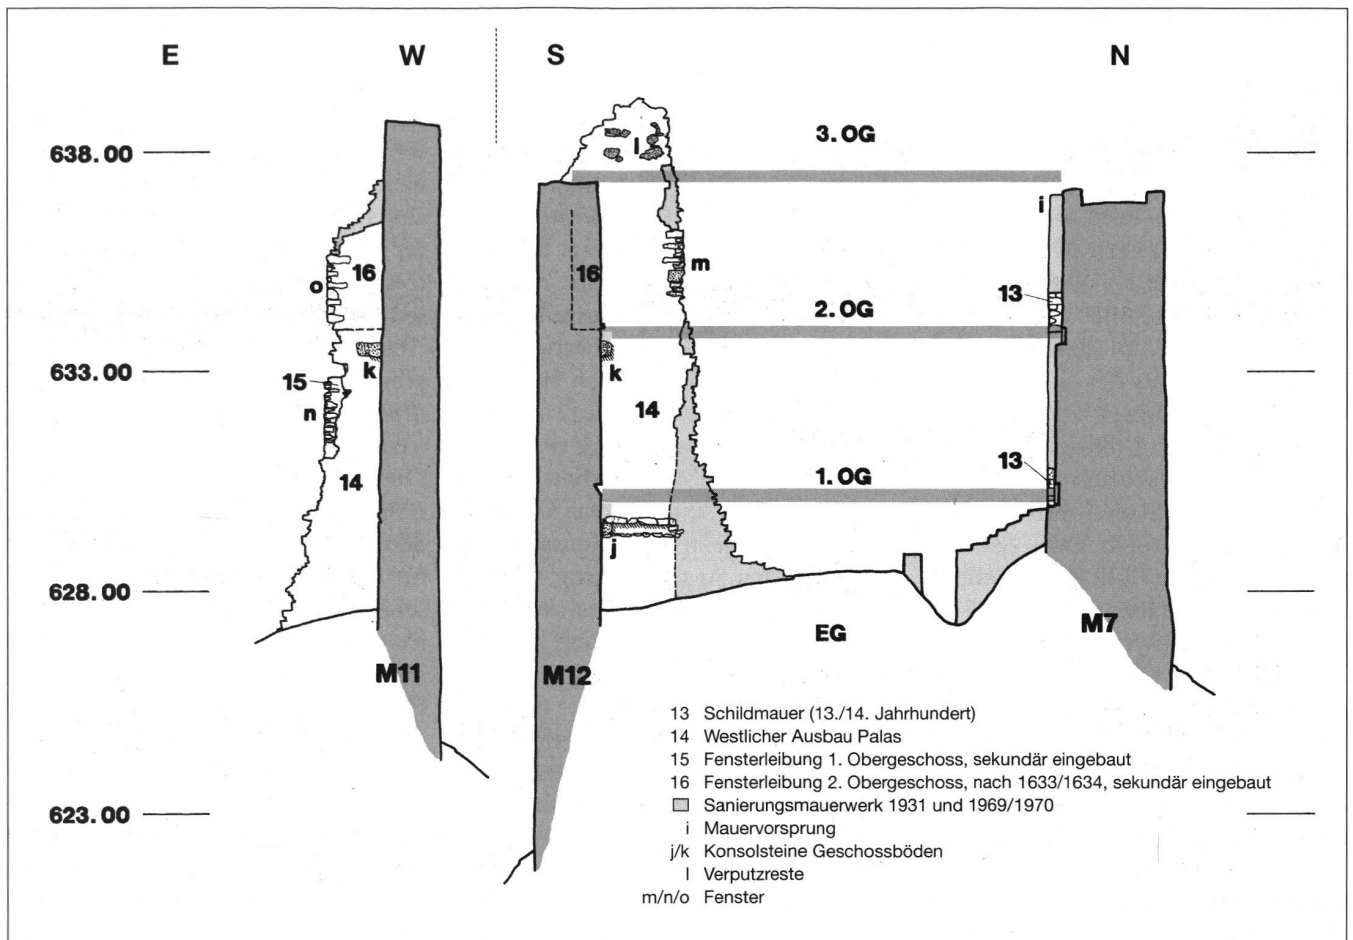 E W S N
638.00
3. OG
l
i
16
o
m
16
13
2. OG
633.00
k
k
15
n
14
14
13
1. OG
j
628.00
EG
M7
M11
M12
623.00
13 Schildmauer (13./14. Jahrhundert)
14 Westlicher Ausbau Palas
15 Fensterleibung 1. Obergeschoss, sekundär eingebaut
16 Fensterleibung 2. Obergeschoss, nach 1633/1634, sekundär eingebaut
Sanierungsmauerwerk 1931 und 1969/1970
i Mauervorsprung
j/k Konsolsteine Geschossböden
l Verputzreste
m/n/o Fenster